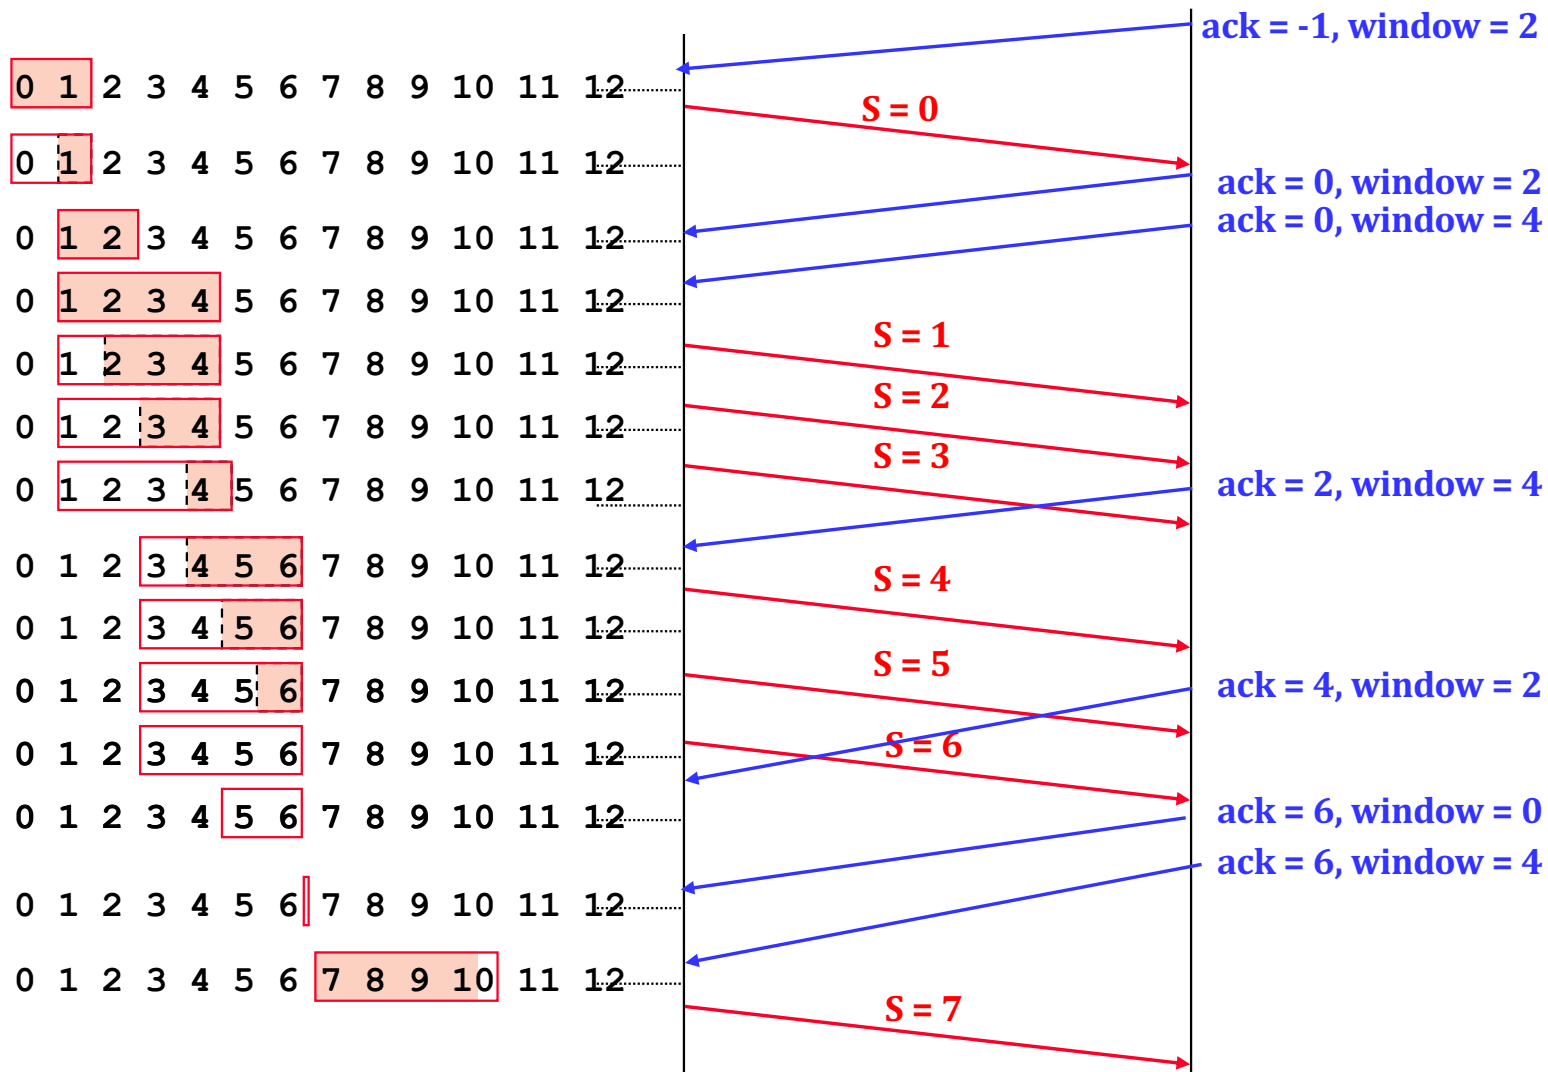 ack = -1, window = 2
0 1 2 3 4 5 6 7 8 9 10 11 12
S = 0
0 1 2 3 4 5 6 7 8 9 10 11 12
ack = 0, window = 2
ack = 0, window = 4
0 1 2 3 4 5 6 7 8 9 10 11 12
0 1 2 3 4 5 6 7 8 9 10 11 12
S = 1
0 1 2 3 4 5 6 7 8 9 10 11 12
S = 2
0 1 2 3 4 5 6 7 8 9 10 11 12
S = 3
0 1 2 3 4 5 6 7 8 9 10 11 12
ack = 2, window = 4
0 1 2 3 4 5 6 7 8 9 10 11 12
S = 4
0 1 2 3 4 5 6 7 8 9 10 11 12
S = 5
0 1 2 3 4 5 6 7 8 9 10 11 12
ack = 4, window = 2
0 1 2 3 4 5 6 7 8 9 10 11 12
S = 6
0 1 2 3 4 5 6 7 8 9 10 11 12
ack = 6, window = 0
ack = 6, window = 4
0 1 2 3 4 5 6 7 8 9 10 11 12
0 1 2 3 4 5 6 7 8 9 10 11 12
S = 7